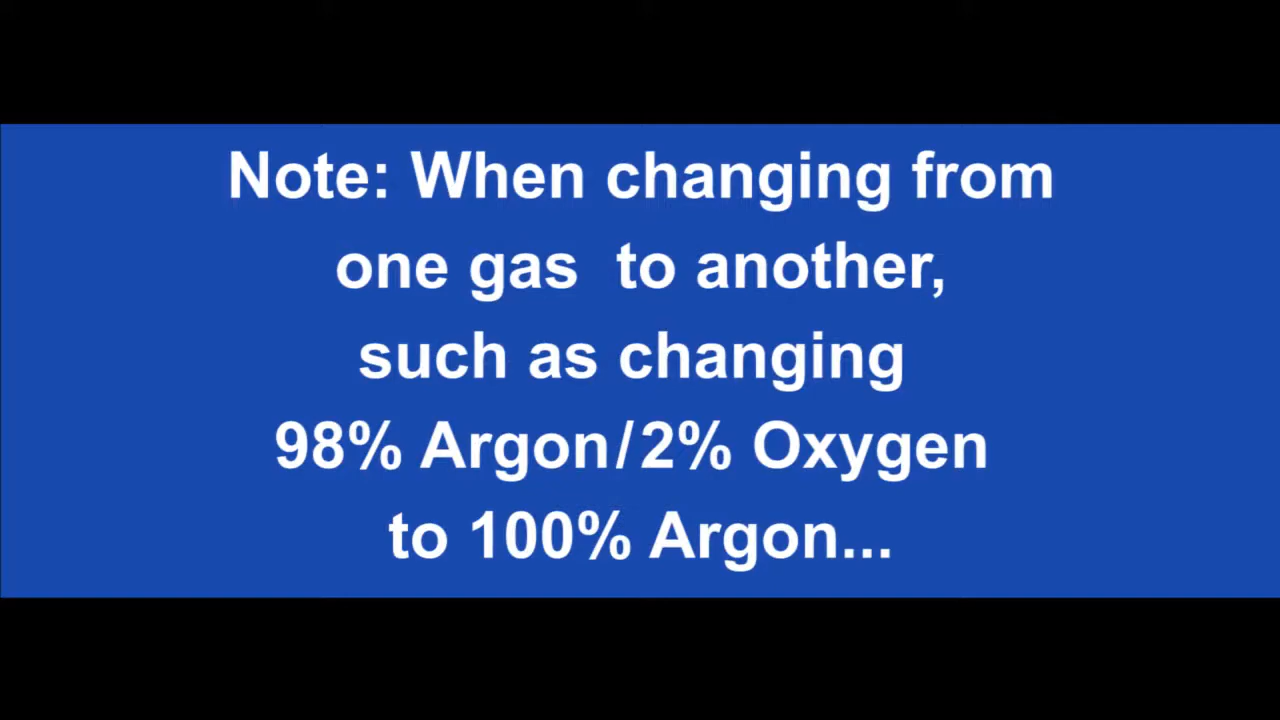 Note: When changing from
one gas  to another,
such as changing
98% Argon/2% Oxygen
to 100% Argon...